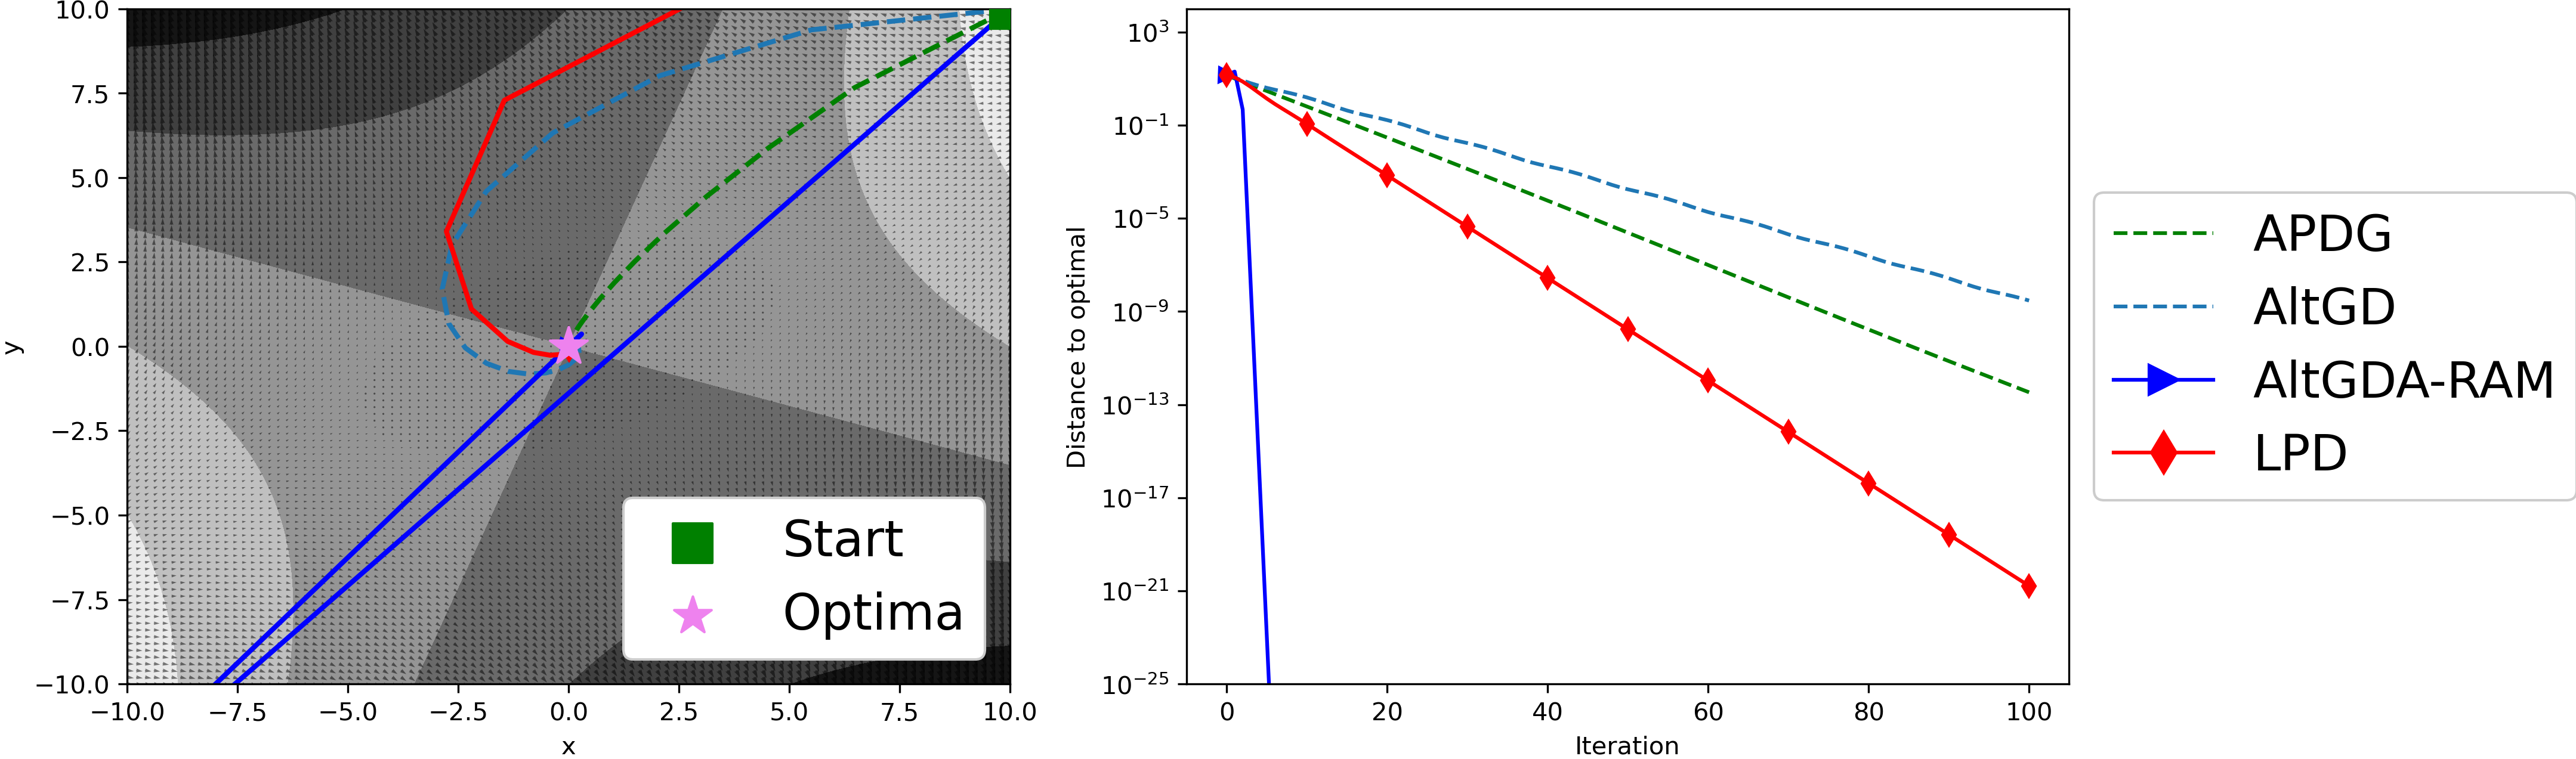 10.0
7.5
5.0
2.5
0.0
−2.5
−5.0
−7.5
−10.0
y
−10.0 −7.5 −5.0 −2.5 0.0 2.5 5.0 7.5 10.0
x
Start
Optima
10³
10⁻¹
10⁻⁵
10⁻⁹
10⁻¹³
10⁻¹⁷
10⁻²¹
10⁻²⁵
Distance to optimal
0 20 40 60 80 100
Iteration
APDG
AltGD
AltGDA-RAM
LPD